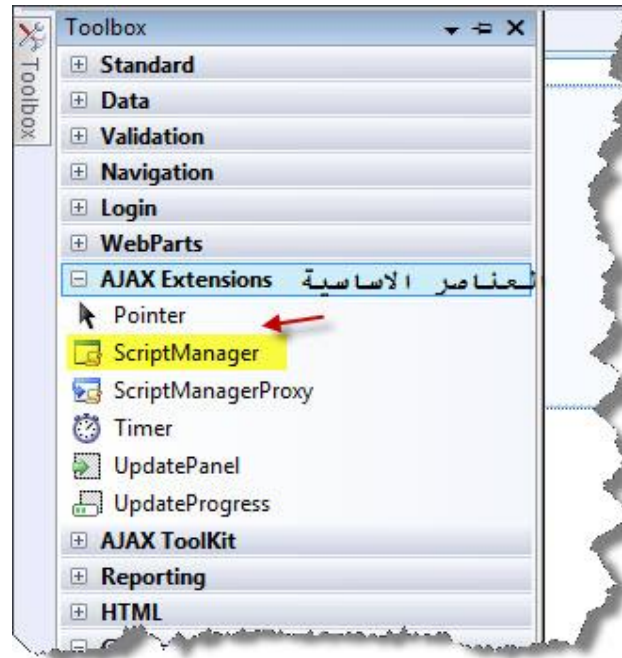 Toolbox
Toolbox
Standard
Data
Validation
Navigation
Login
WebParts
AJAX Extensions العناصر الاساسية
Pointer
ScriptManager
ScriptManagerProxy
Timer
UpdatePanel
UpdateProgress
AJAX ToolKit
Reporting
HTML